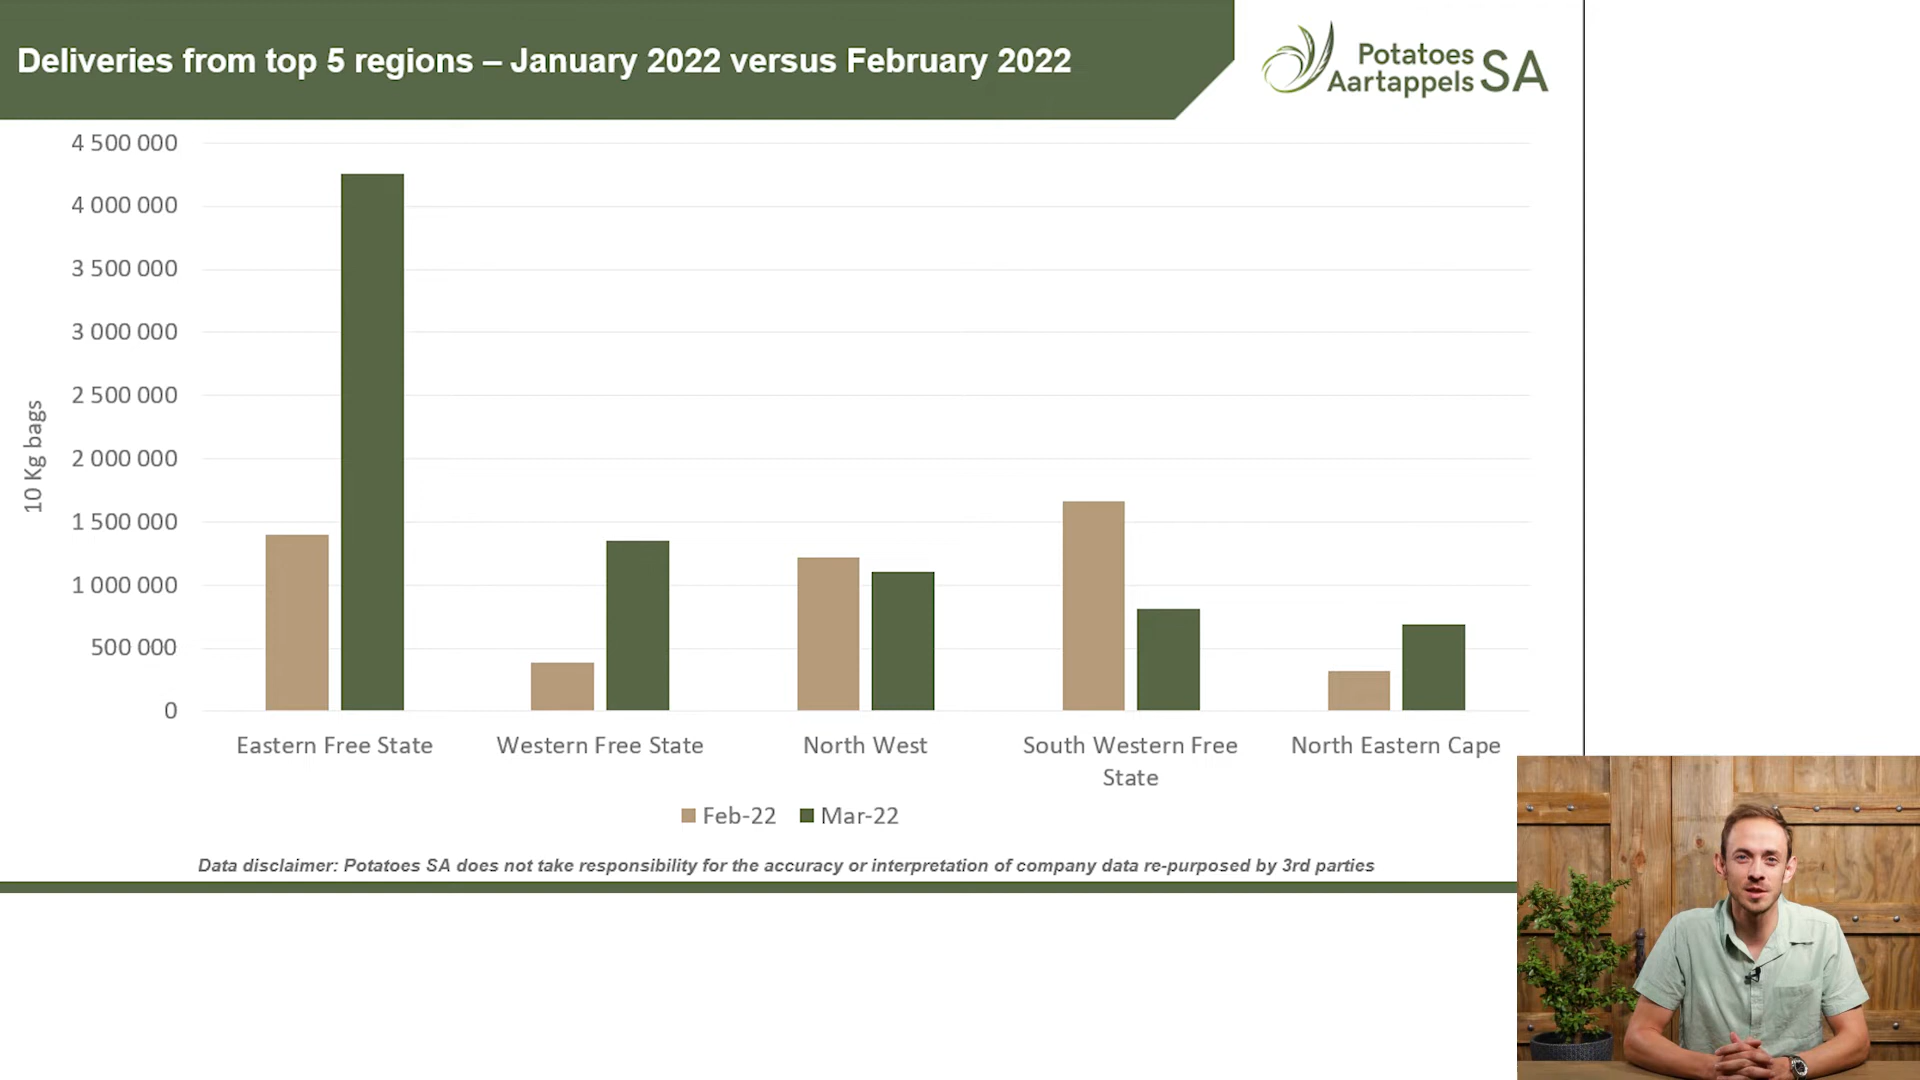 Deliveries from top 5 regions – January 2022 versus February 2022
Potatoes
Aartappels SA
4 500 000
4 000 000
3 500 000
3 000 000
2 500 000
2 000 000
1 500 000
1 000 000
500 000
0
10 Kg bags
Eastern Free State
Western Free State
North West
South Western Free
State
North Eastern Cape
Feb-22
Mar-22
Data disclaimer: Potatoes SA does not take responsibility for the accuracy or interpretation of company data re-purposed by 3rd parties